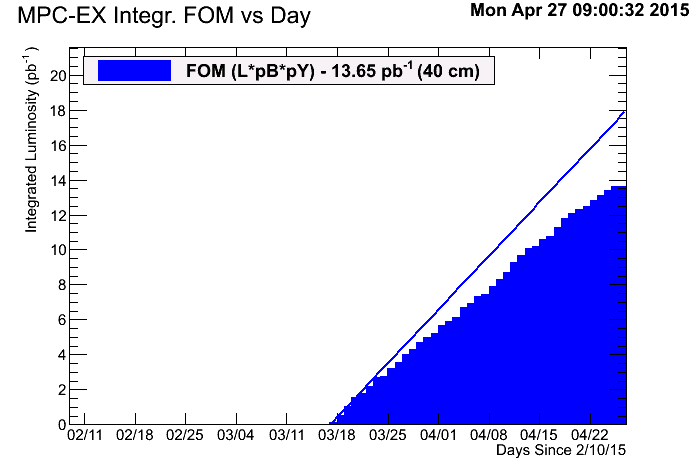 MPC-EX Integr. FOM vs Day
Mon Apr 27 09:00:32 2015
Integrated Luminosity (pb⁻¹)
FOM (L*pB*pY) - 13.65 pb⁻¹ (40 cm)
20
18
16
14
12
10
8
6
4
2
0
02/11 02/18 02/25 03/04 03/11 03/18 03/25 04/01 04/08 04/15 04/22
Days Since 2/10/15